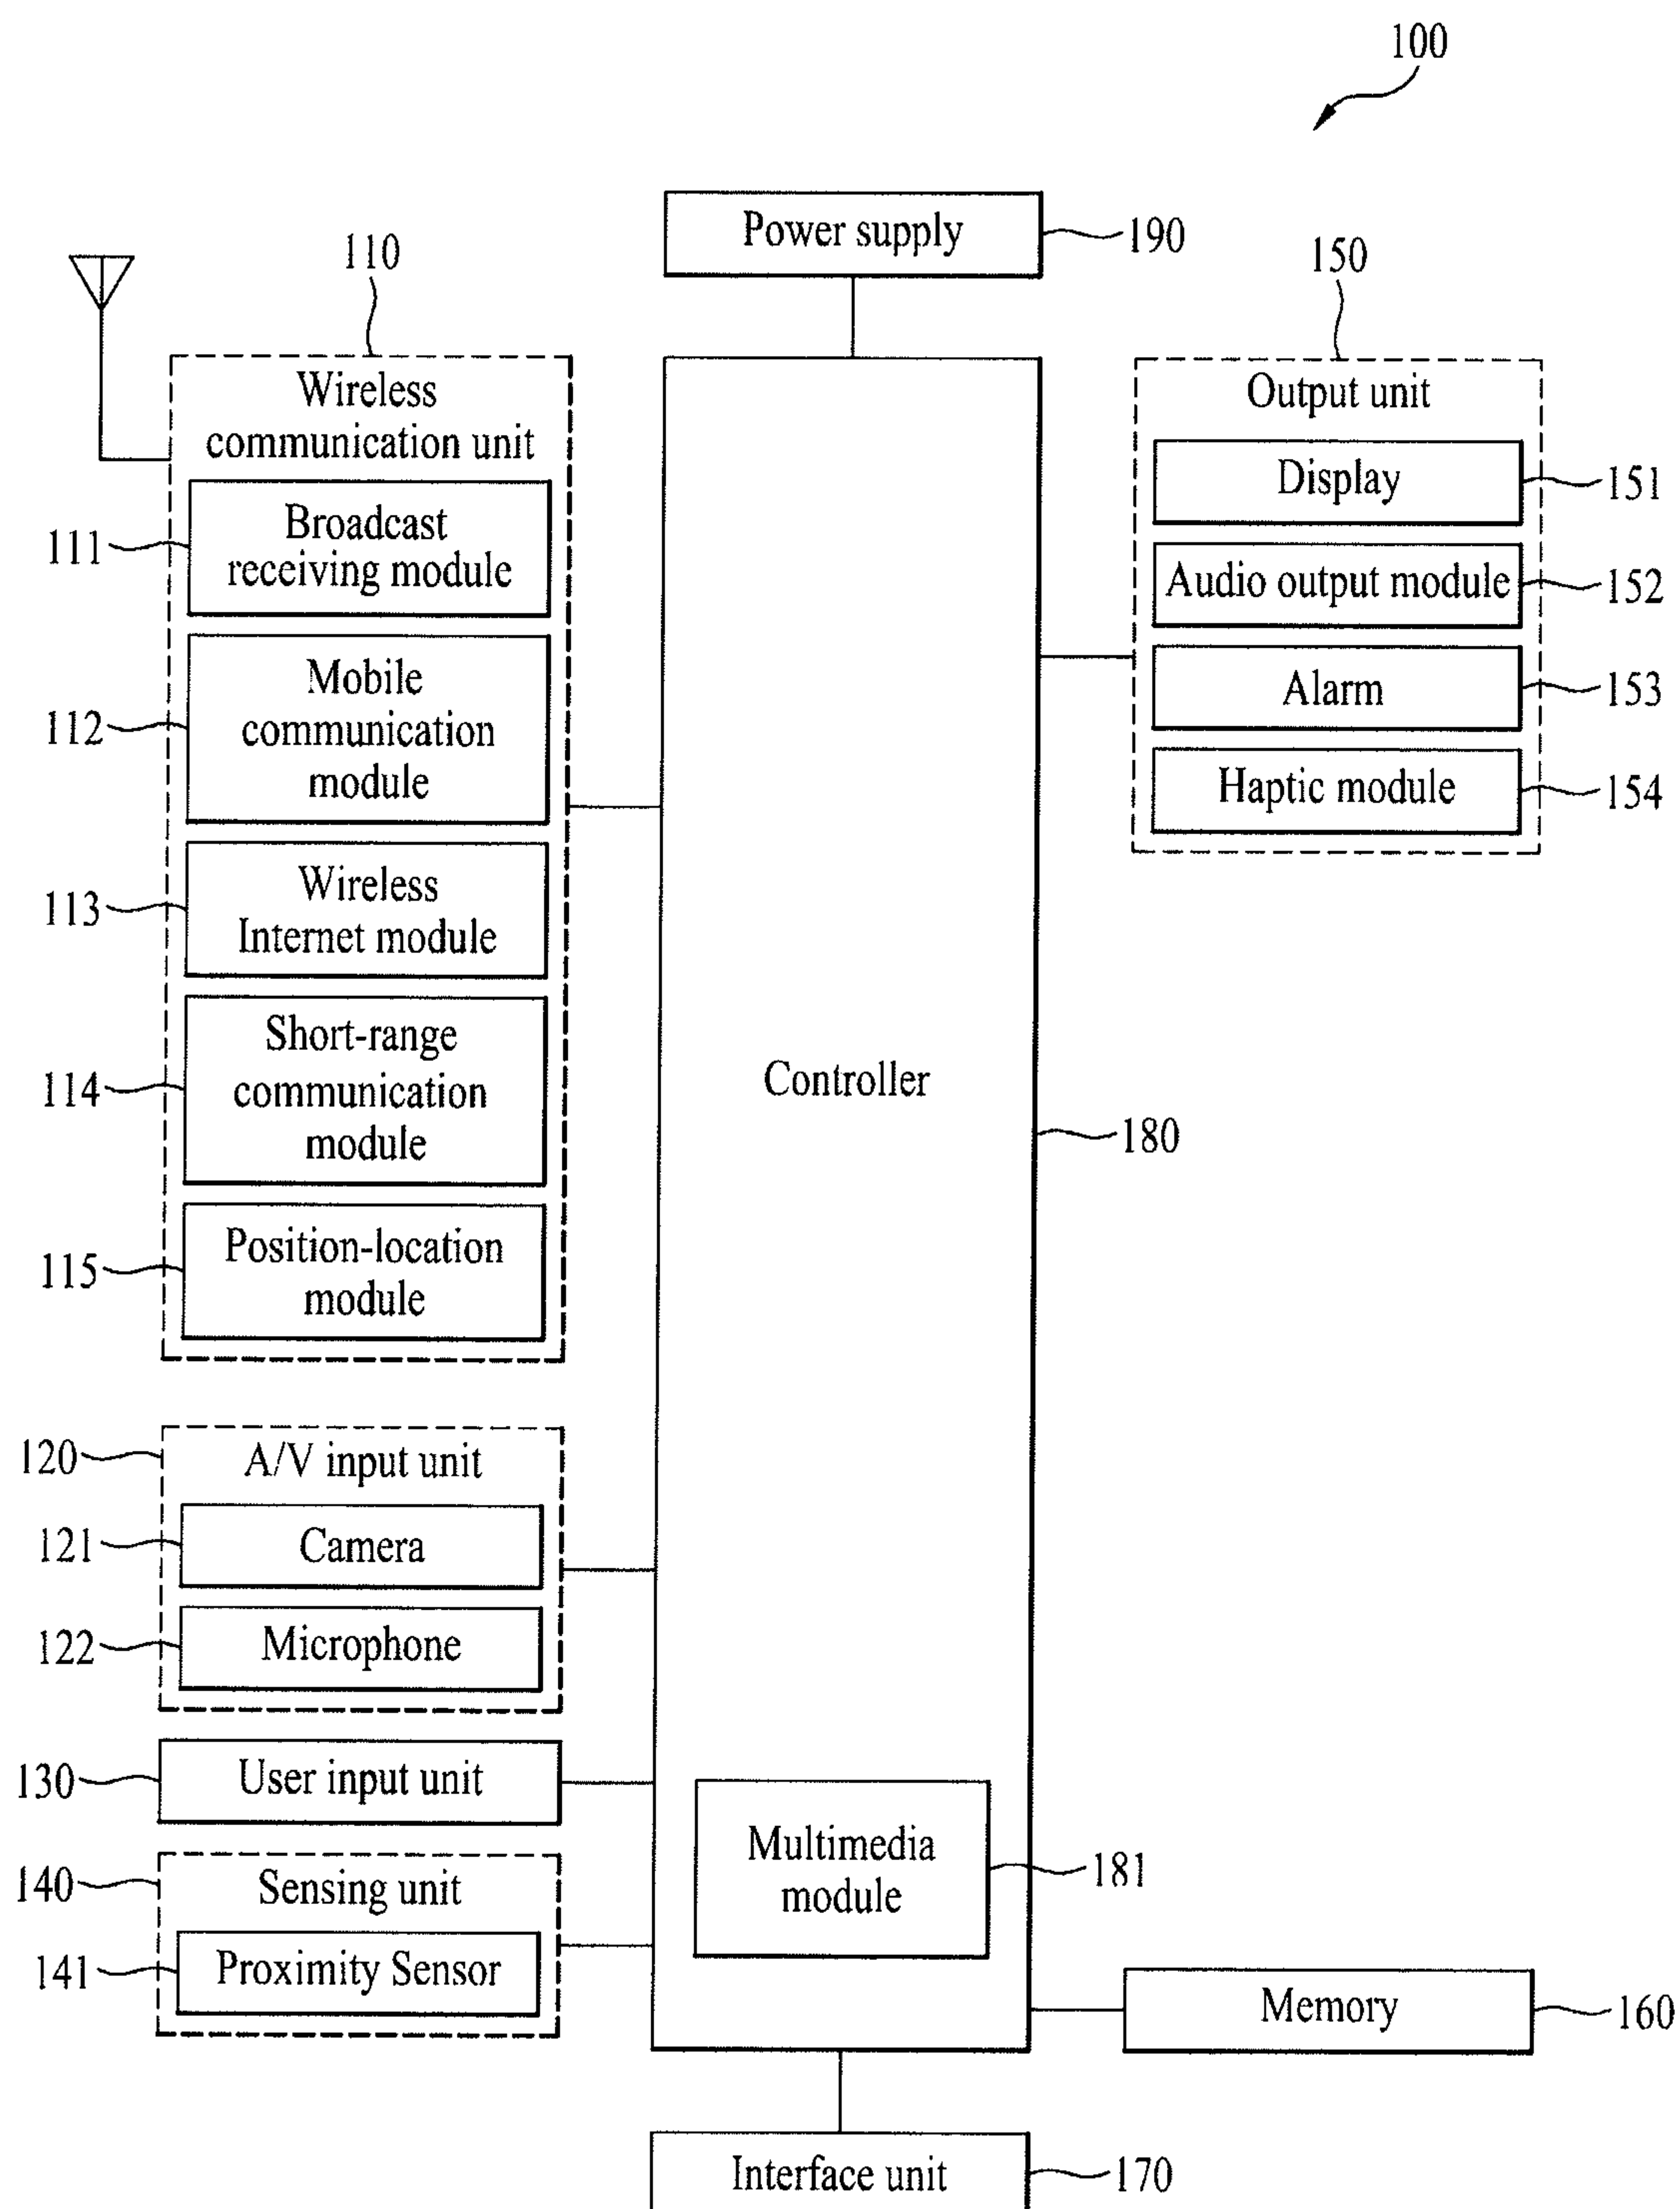 100
Power supply
190
110
150
Wireless
communication unit
Output unit
111
Broadcast
receiving module
Display
151
Audio output module
152
112
Mobile
communication
module
Alarm
153
Haptic module
154
113
Wireless
Internet module
114
Short-range
communication
module
Controller
180
115
Position-location
module
120
A/V input unit
121
Camera
122
Microphone
130
User input unit
Multimedia
module
181
140
Sensing unit
141
Proximity Sensor
Memory
160
Interface unit
170